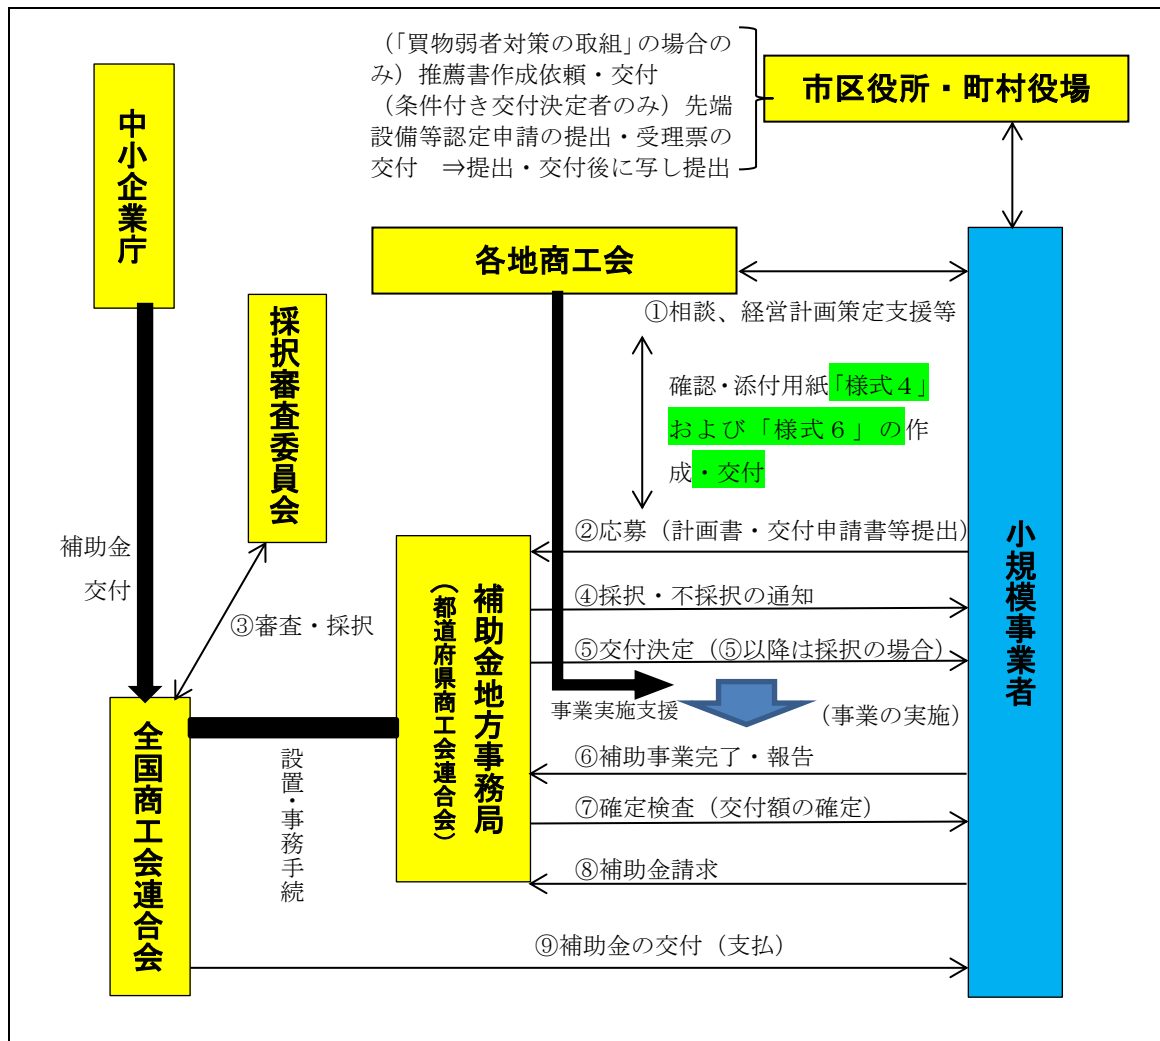 （「買物弱者対策の取組」の場合の
み）推薦書作成依頼・交付
（条件付き交付決定者のみ）先端
設備等認定申請の提出・受理票の
交付　⇒提出・交付後に写し提出
市区役所・町村役場
中小企業庁
各地商工会
①相談、経営計画策定支援等
採択審査委員会
確認・添付用紙「様式４」
および「様式６」の作
成・交付
補助金
交付
③審査・採択
②応募（計画書・交付申請書等提出）
④採択・不採択の通知
⑤交付決定（⑤以降は採択の場合）
事業実施支援
（事業の実施）
補助金地方事務局
（都道府県商工会連合会）
小規模事業者
全国商工会連合会
設置・事務手続
⑥補助事業完了・報告
⑦確定検査（交付額の確定）
⑧補助金請求
⑨補助金の交付（支払）